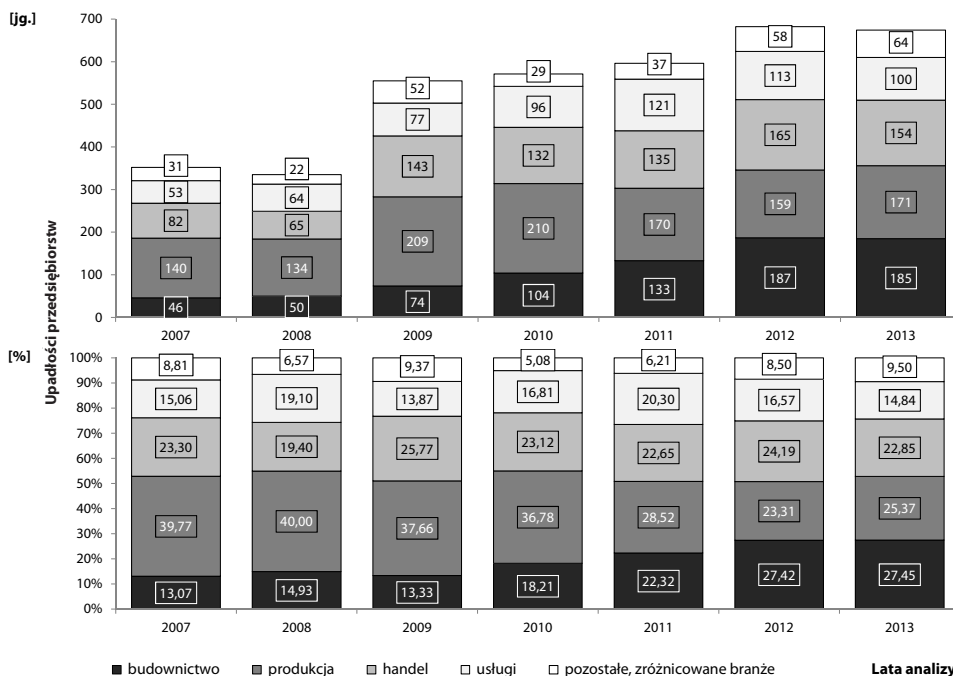 [jg.]
700
600
500
400
300
200
100
0
31 22 52 29 37 58 64
53 64 77 96 121 113 100
82 65 143 132 135 165 154
140 134 209 210 170 159 171
46 50 74 104 133 187 185
2007 2008 2009 2010 2011 2012 2013
Upadłości przedsiębiorstw
[%]
100%
90%
80%
70%
60%
50%
40%
30%
20%
10%
0%
8,81 6,57 9,37 5,08 6,21 8,50 9,50
15,06 19,10 13,87 16,81 20,30 16,57 14,84
23,30 19,40 25,77 23,12 22,65 24,19 22,85
39,77 40,00 37,66 36,78 28,52 23,31 25,37
13,07 14,93 13,33 18,21 22,32 27,42 27,45
2007 2008 2009 2010 2011 2012 2013
budownictwo produkcja handel usługi pozostałe, zróżnicowane branże Lata analizy